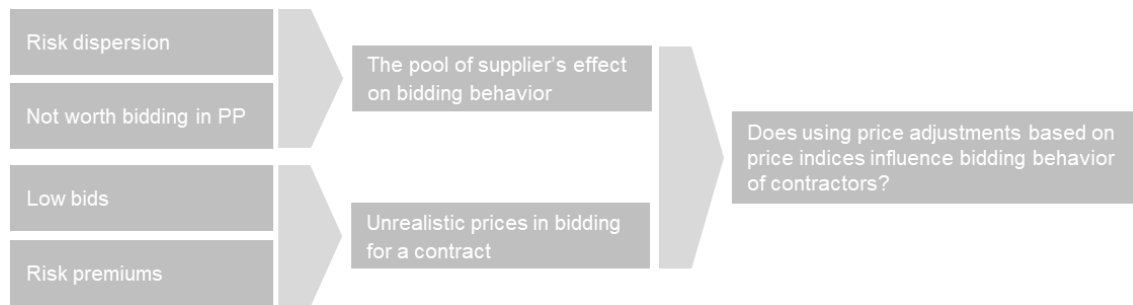 Risk dispersion
Not worth bidding in PP
Low bids
Risk premiums
The pool of supplier's effect
on bidding behavior
Unrealistic prices in bidding
for a contract
Does using price adjustments based on
price indices influence bidding behavior
of contractors?